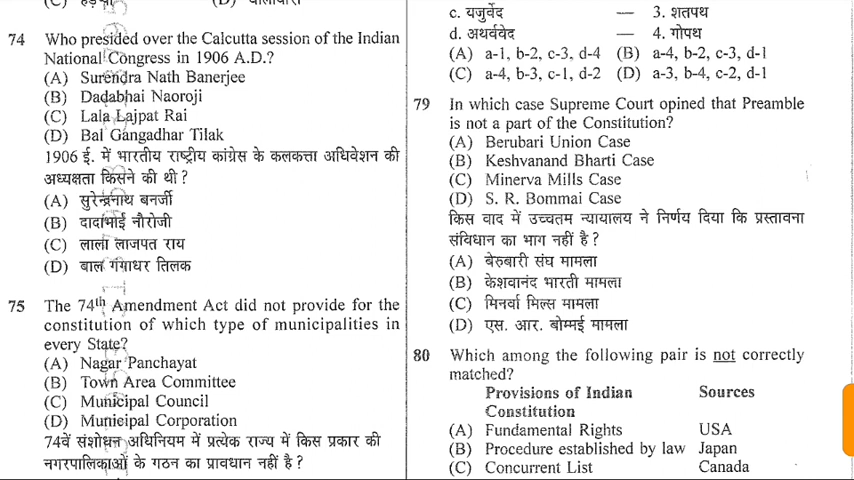 74 Who presided over the Calcutta session of the Indian
National Congress in 1906 A.D.?
(A) Surendra Nath Banerjee
(B) Dadabhai Naoroji
(C) Lala Lajpat Rai
(D) Bal Gangadhar Tilak
1906 ई. में भारतीय राष्ट्रीय कांग्रेस के कलकत्ता अधिवेशन की
अध्यक्षता किसने की थी ?
(A) सुरेन्द्रनाथ बनर्जी
(B) दादाभाई नौरोजी
(C) लाला लाजपत राय
(D) बाल गंगाधर तिलक
75 The 74th Amendment Act did not provide for the
constitution of which type of municipalities in
every State?
(A) Nagar Panchayat
(B) Town Area Committee
(C) Municipal Council
(D) Municipal Corporation
74वें संशोधन अधिनियम में प्रत्येक राज्य में किस प्रकार की
नगरपालिकाओं के गठन का प्रावधान नहीं है ?
c. यजुर्वेद — 3. शतपथ
d. अथर्ववेद — 4. गोपथ
(A) a-1, b-2, c-3, d-4 (B) a-4, b-2, c-3, d-1
(C) a-4, b-3, c-1, d-2 (D) a-3, b-4, c-2, d-1
79 In which case Supreme Court opined that Preamble
is not a part of the Constitution?
(A) Berubari Union Case
(B) Keshvanand Bharti Case
(C) Minerva Mills Case
(D) S. R. Bommai Case
किस वाद में उच्चतम न्यायालय ने निर्णय दिया कि प्रस्तावना
संविधान का भाग नहीं है ?
(A) बेरुबारी संघ मामला
(B) केशवानंद भारती मामला
(C) मिनर्वा मिल्स मामला
(D) एस. आर. बोम्मई मामला
80 Which among the following pair is not correctly
matched?
Provisions of Indian Sources
Constitution
(A) Fundamental Rights USA
(B) Procedure established by law Japan
(C) Concurrent List Canada